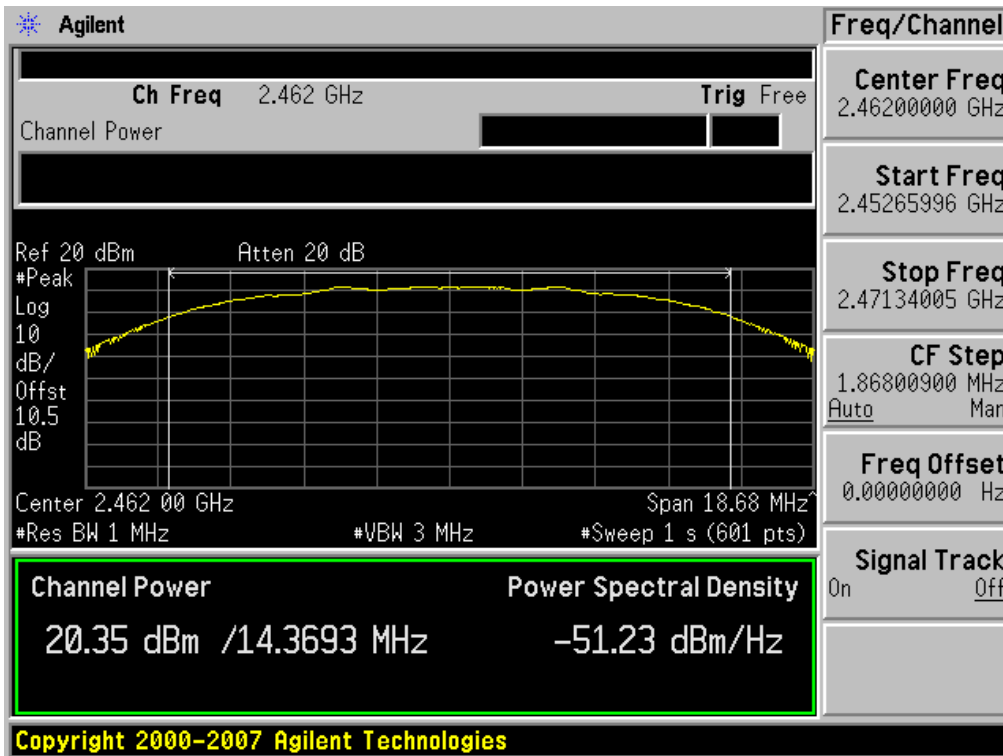 Agilent
Ch Freq 2.462 GHz Trig Free
Channel Power
Ref 20 dBm Atten 20 dB
#Peak
Log
10
dB/
Offst
10.5
dB
Center 2.462 00 GHz Span 18.68 MHz^
#Res BW 1 MHz #VBW 3 MHz #Sweep 1 s (601 pts)
Channel Power Power Spectral Density
20.35 dBm /14.3693 MHz -51.23 dBm/Hz
Copyright 2000-2007 Agilent Technologies
Freq/Channel
Center Freq
2.46200000 GHz
Start Freq
2.45265996 GHz
Stop Freq
2.47134005 GHz
CF Step
1.86800900 MHz
Auto Man
Freq Offset
0.00000000 Hz
Signal Track
On Off